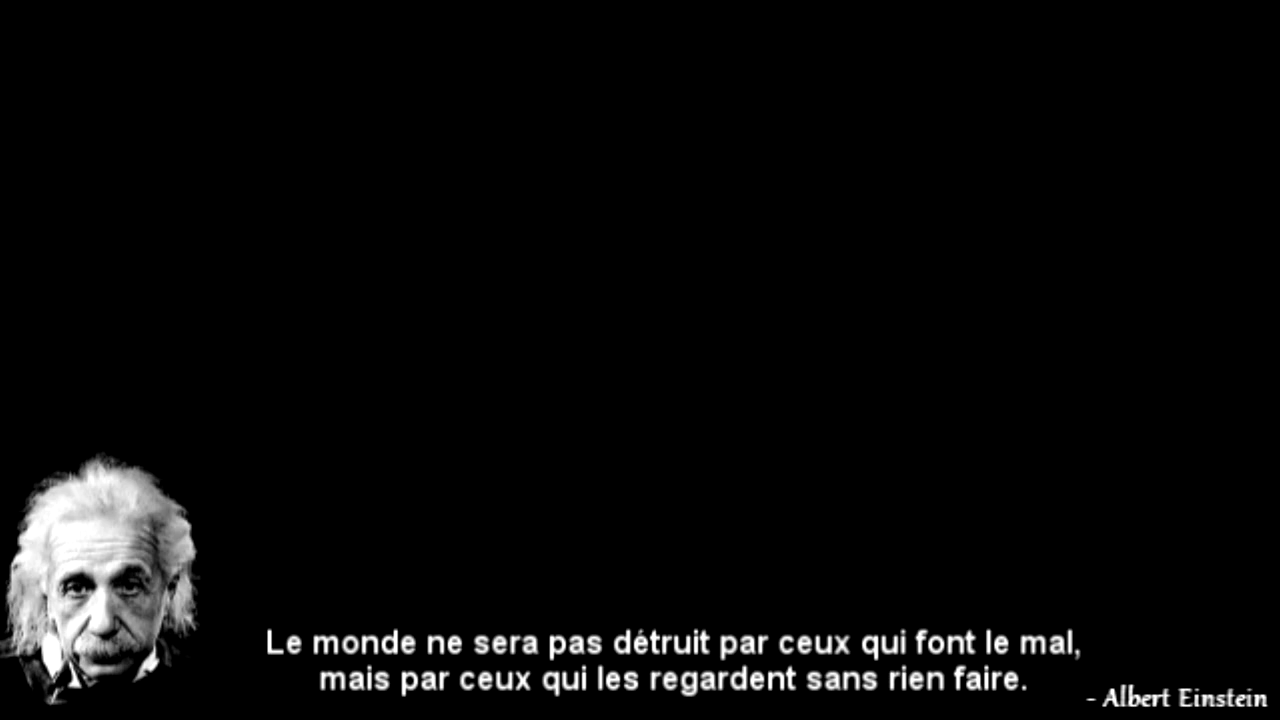 Le monde ne sera pas détruit par ceux qui font le mal,
mais par ceux qui les regardent sans rien faire.
- Albert Einstein